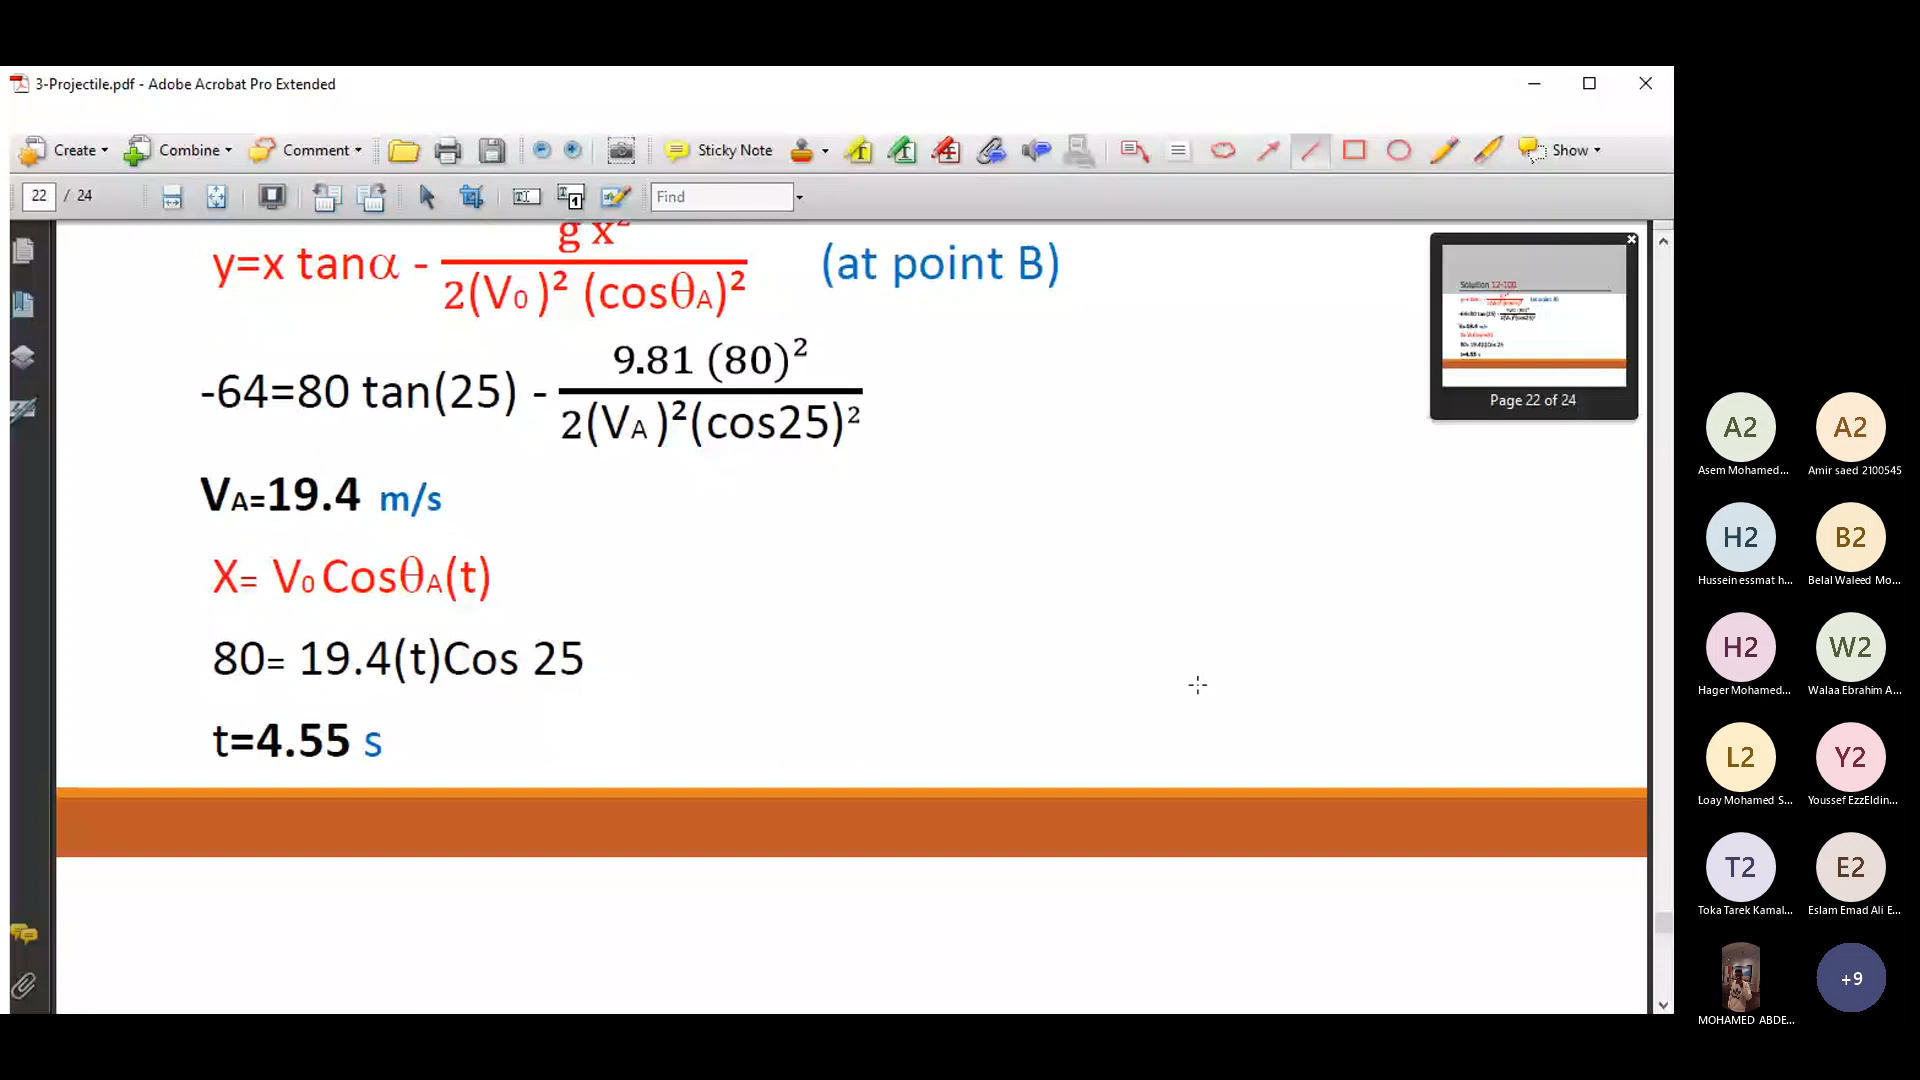 3-Projectile.pdf - Adobe Acrobat Pro Extended
Create Combine Comment Sticky Note Show
22 / 24 Find
g x²
y=x tanα - (at point B)
2(V₀)² (cosθA)²
9.81 (80)²
-64=80 tan(25) -
2(VA)²(cos25)²
VA=19.4 m/s
X= V₀ CosθA(t)
80= 19.4(t)Cos 25
t=4.55 s
Solution 12-100
Page 22 of 24
A2 A2
Asem Mohamed... Amir saed 2100545
H2 B2
Hussein essmat h... Belal Waleed Mo...
H2 W2
Hager Mohamed... Walaa Ebrahim A...
L2 Y2
Loay Mohamed S... Youssef EzzEldin...
T2 E2
Toka Tarek Kamal... Eslam Emad Ali E...
+9
MOHAMED ABDE...